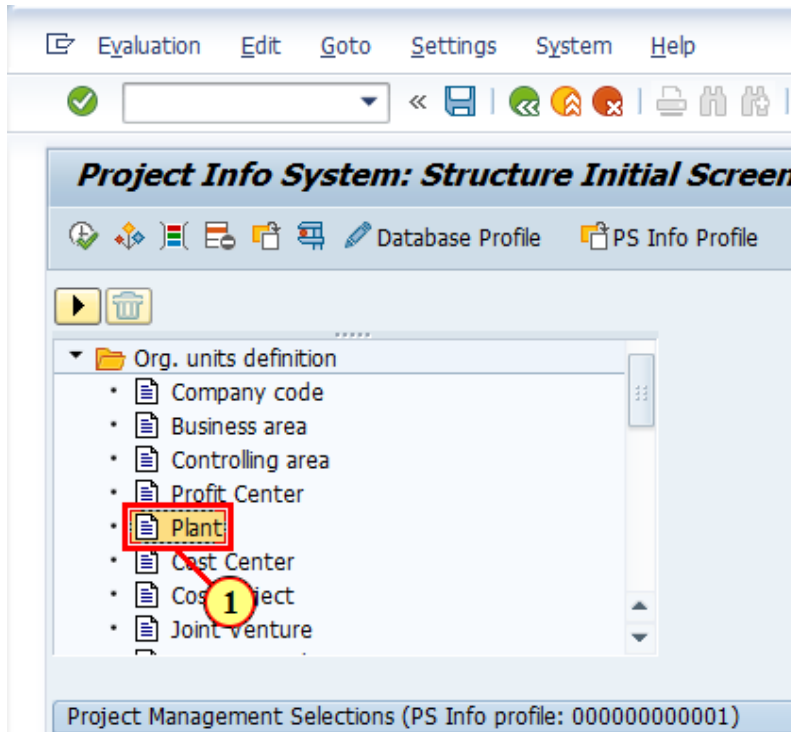 Evaluation Edit Goto Settings System Help
Project Info System: Structure Initial Screen
Database Profile PS Info Profile
Org. units definition
Company code
Business area
Controlling area
Profit Center
Plant
Cost Center
1
Joint Venture
Project Management Selections (PS Info profile: 000000000001)